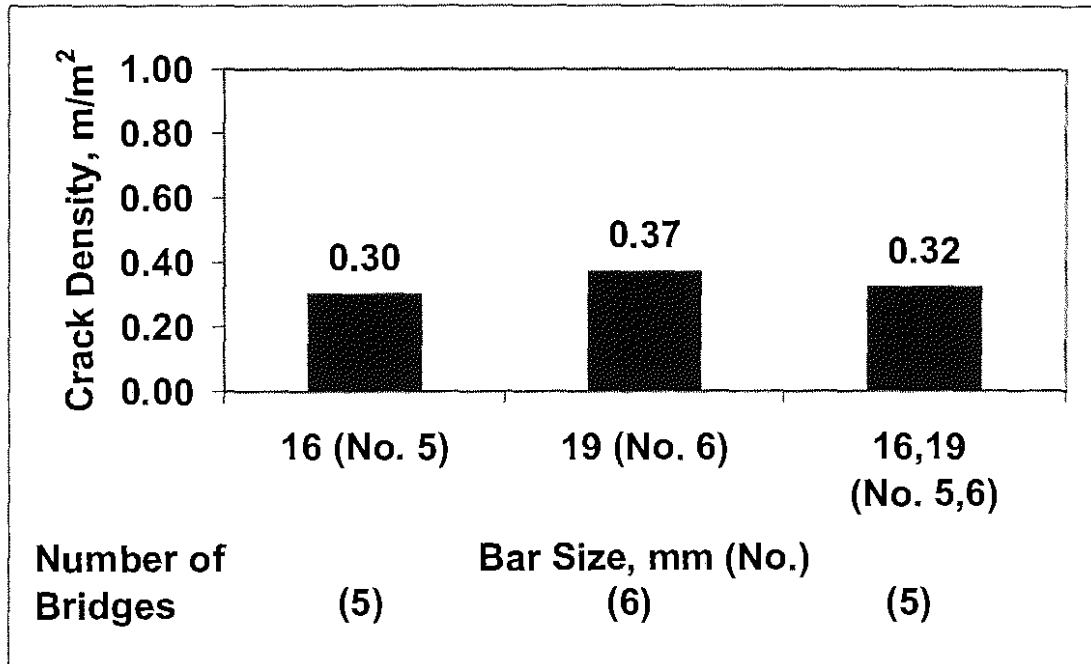 Crack Density, m/m²
1.00
0.80
0.60
0.40
0.20
0.00
0.30
0.37
0.32
16 (No. 5)
19 (No. 6)
16,19
(No. 5,6)
Bar Size, mm (No.)
Number of
Bridges
(5)
(6)
(5)